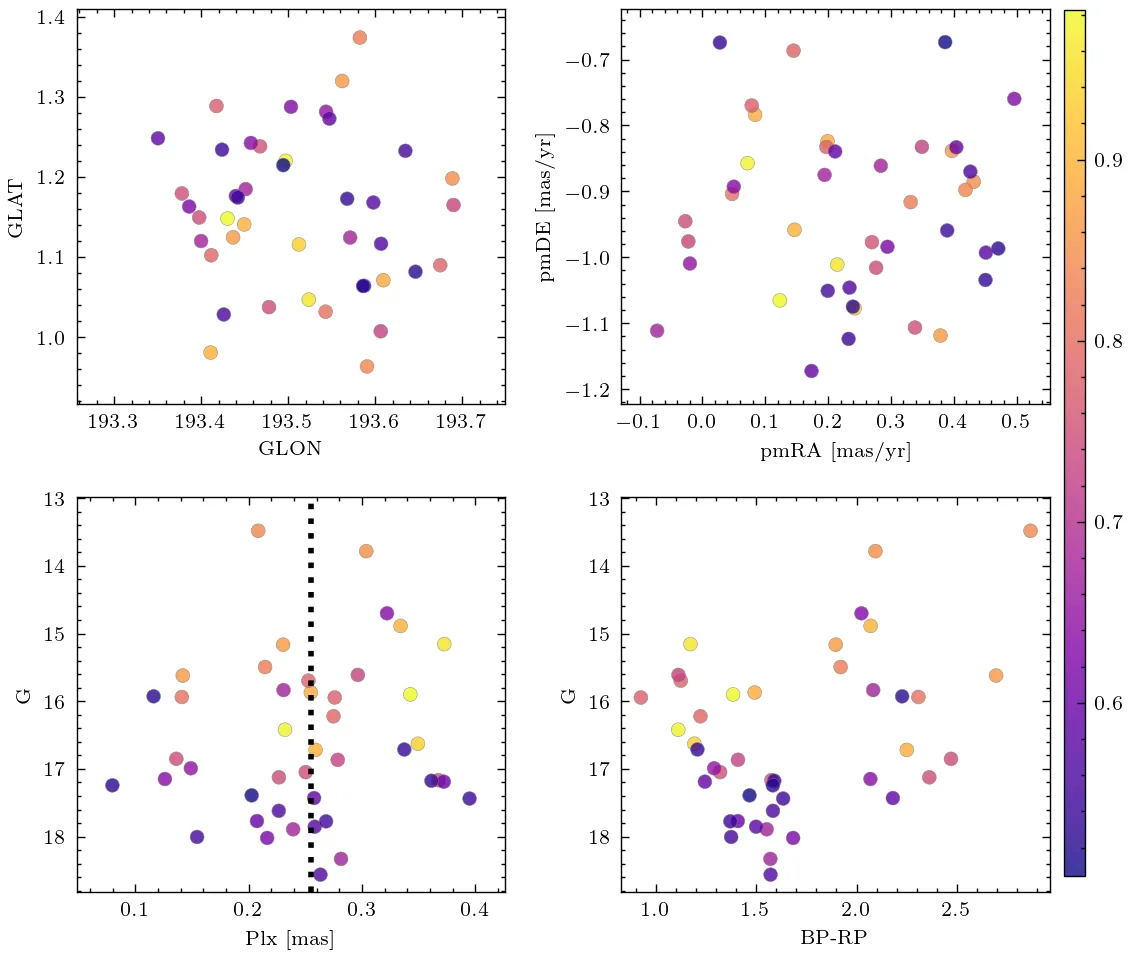 1.4
1.3
1.2
1.1
1.0
GLAT
193.3 193.4 193.5 193.6 193.7
GLON
−0.7
−0.8
−0.9
−1.0
−1.1
−1.2
pmDE [mas/yr]
−0.1 0.0 0.1 0.2 0.3 0.4 0.5
pmRA [mas/yr]
0.9
0.8
0.7
0.6
13
14
15
16
17
18
G
0.1 0.2 0.3 0.4
Plx [mas]
13
14
15
16
17
18
G
1.0 1.5 2.0 2.5
BP-RP